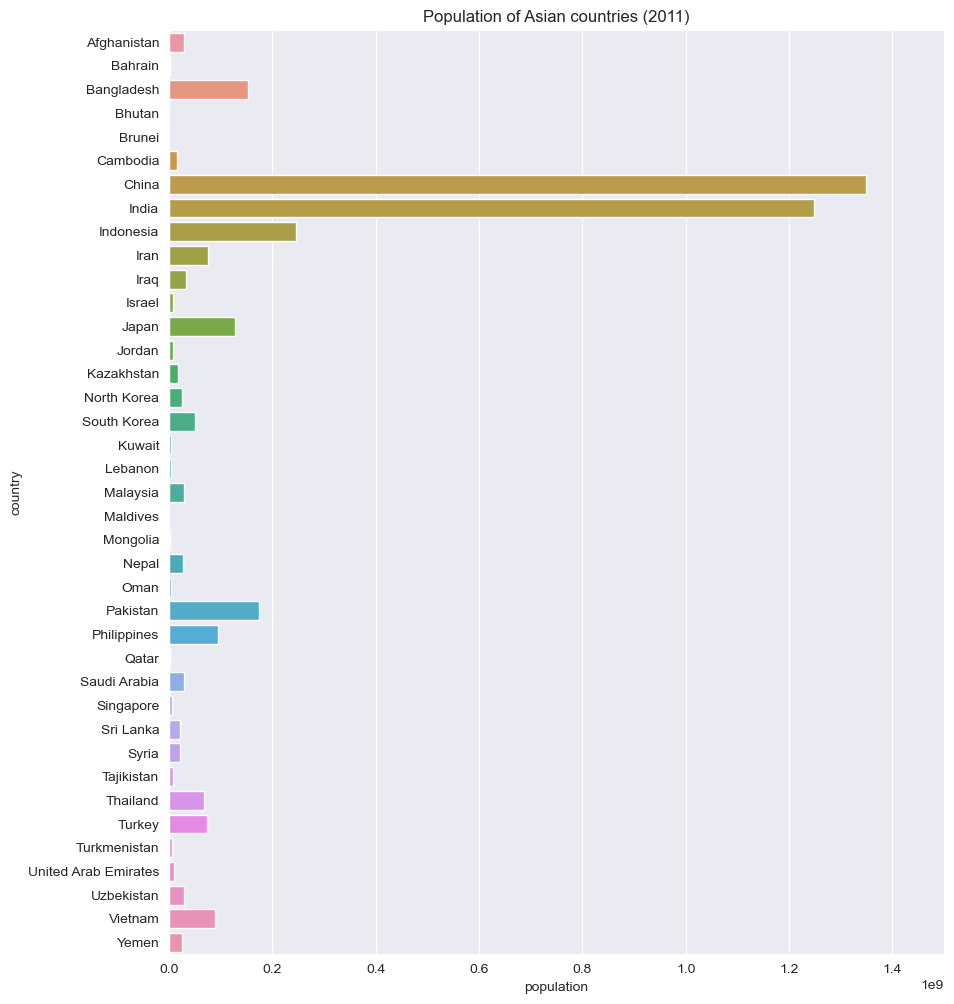 Population of Asian countries (2011)
Afghanistan
Bahrain
Bangladesh
Bhutan
Brunei
Cambodia
China
India
Indonesia
Iran
Iraq
Israel
Japan
Jordan
Kazakhstan
North Korea
South Korea
Kuwait
Lebanon
Malaysia
Maldives
Mongolia
Nepal
Oman
Pakistan
Philippines
Qatar
Saudi Arabia
Singapore
Sri Lanka
Syria
Tajikistan
Thailand
Turkey
Turkmenistan
United Arab Emirates
Uzbekistan
Vietnam
Yemen
country
0.0 0.2 0.4 0.6 0.8 1.0 1.2 1.4
1e9
population